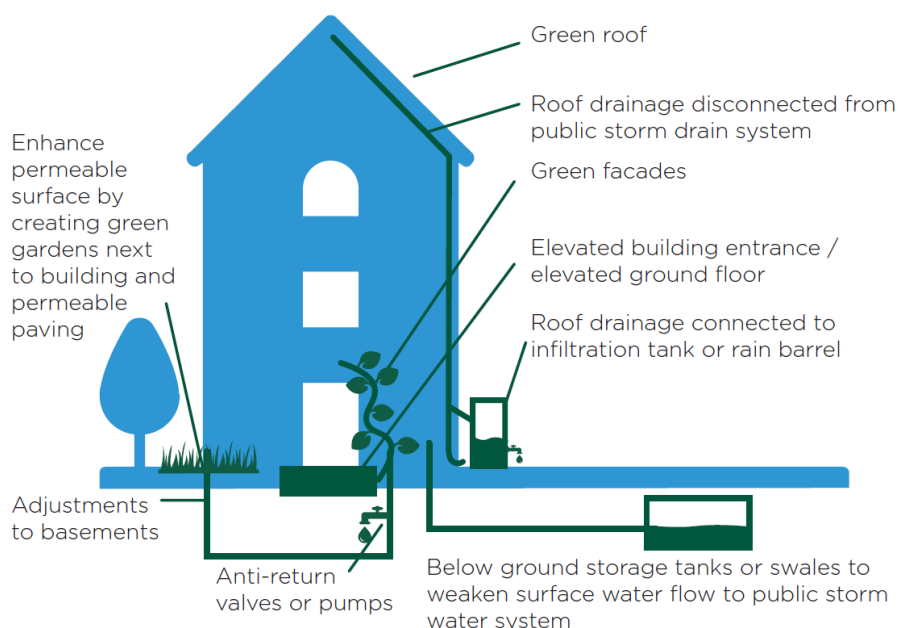 Green roof
Roof drainage disconnected from
public storm drain system
Green facades
Elevated building entrance /
elevated ground floor
Roof drainage connected to
infiltration tank or rain barrel
Enhance
permeable
surface by
creating green
gardens next
to building and
permeable
paving
Adjustments
to basements
Anti-return
valves or pumps
Below ground storage tanks or swales to
weaken surface water flow to public storm
water system